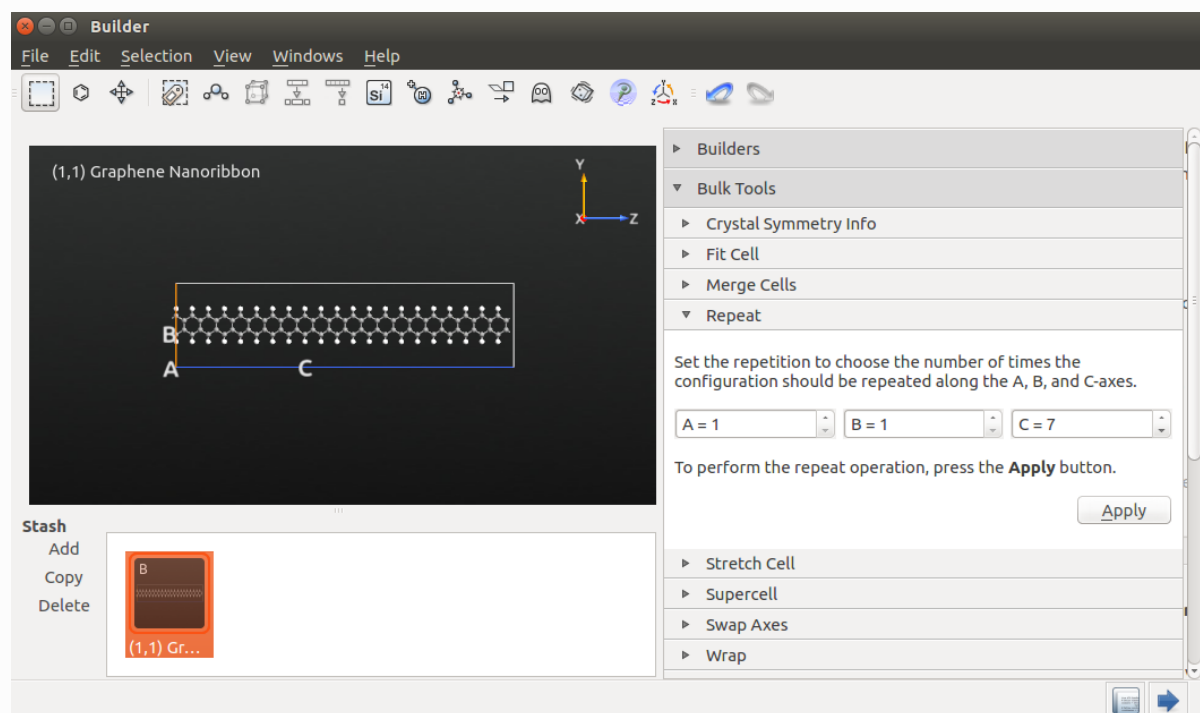 Builder
File Edit Selection View Windows Help
Si 14
H
(1,1) Graphene Nanoribbon
Y
X
Z
B
A
C
Builders
Bulk Tools
Crystal Symmetry Info
Fit Cell
Merge Cells
Repeat
Set the repetition to choose the number of times the
configuration should be repeated along the A, B, and C-axes.
A = 1
B = 1
C = 7
To perform the repeat operation, press the Apply button.
Apply
Stretch Cell
Supercell
Swap Axes
Wrap
Stash
Add
Copy
Delete
B
(1,1) Gr...